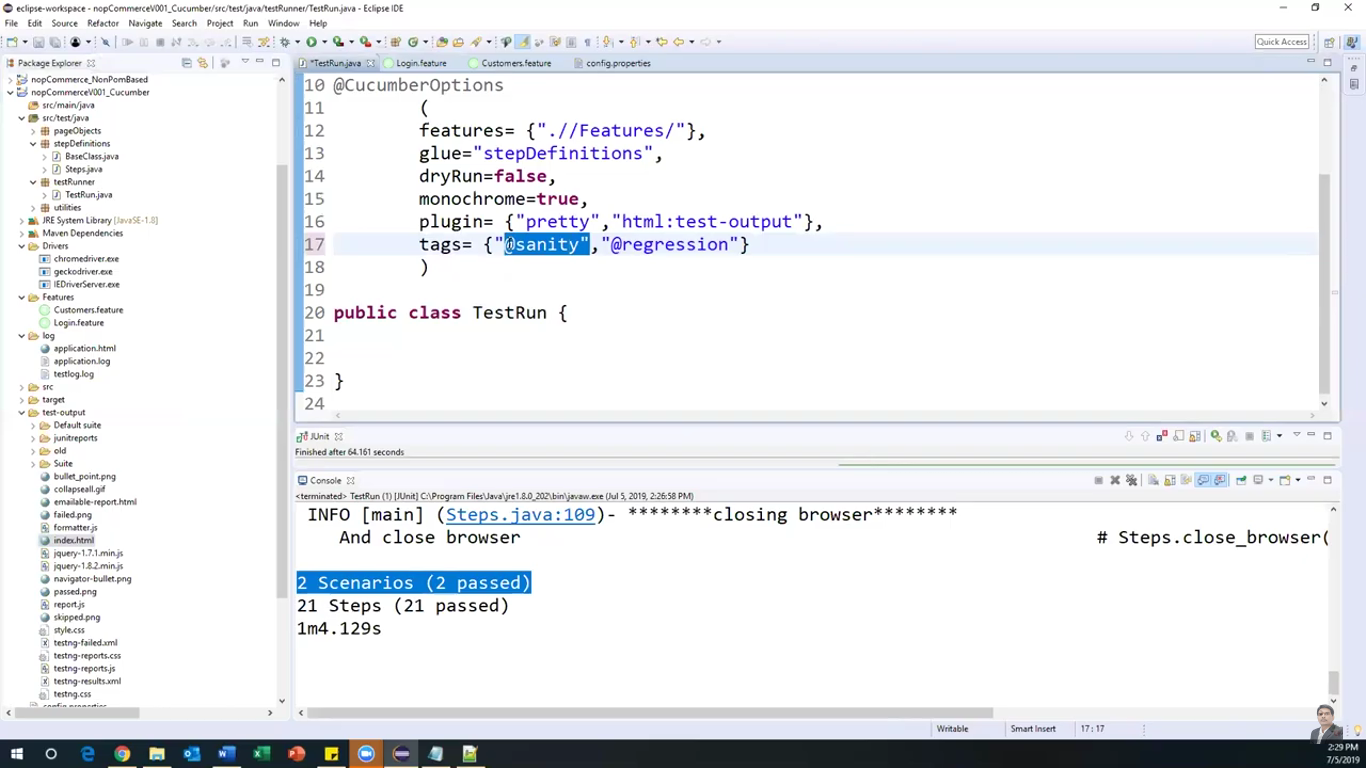 eclipse-workspace - nopCommerceV001_Cucumber/src/test/java/testRunner/TestRun.java - Eclipse IDE
File Edit Source Refactor Navigate Search Project Run Window Help
Quick Access
Package Explorer
nopCommerce_NonPomBased
nopCommerceV001_Cucumber
src/main/java
src/test/java
pageObjects
stepDefinitions
BaseClass.java
Steps.java
testRunner
TestRun.java
utilities
JRE System Library [JavaSE-1.8]
Maven Dependencies
Drivers
chromedriver.exe
geckodriver.exe
IEDriverServer.exe
Features
Customers.feature
Login.feature
log
application.html
application.log
testlog.log
src
target
test-output
Default suite
junitreports
old
Suite
bullet_point.png
collapseall.gif
emailable-report.html
failed.png
formatter.js
index.html
jquery-1.7.1.min.js
jquery-1.8.2.min.js
navigator-bullet.png
passed.png
report.js
skipped.png
style.css
testng-failed.xml
testng-reports.css
testng-reports.js
testng-results.xml
testng.css
config.properties
*TestRun.java Login.feature Customers.feature config.properties
10 @CucumberOptions
11 (
12 features= {".//Features/"},
13 glue="stepDefinitions",
14 dryRun=false,
15 monochrome=true,
16 plugin= {"pretty","html:test-output"},
17 tags= {"@sanity","@regression"}
18 )
19
20 public class TestRun {
21
22
23 }
24
JUnit
Finished after 64.161 seconds
Console
<terminated> TestRun (1) [JUnit] C:\Program Files\Java\jre1.8.0_202\bin\javaw.exe (Jul 5, 2019, 2:26:58 PM)
INFO [main] (Steps.java:109)- ********closing browser********
And close browser # Steps.close_browser(
2 Scenarios (2 passed)
21 Steps (21 passed)
1m4.129s
Writable Smart Insert 17:17
2:29 PM
7/5/2019